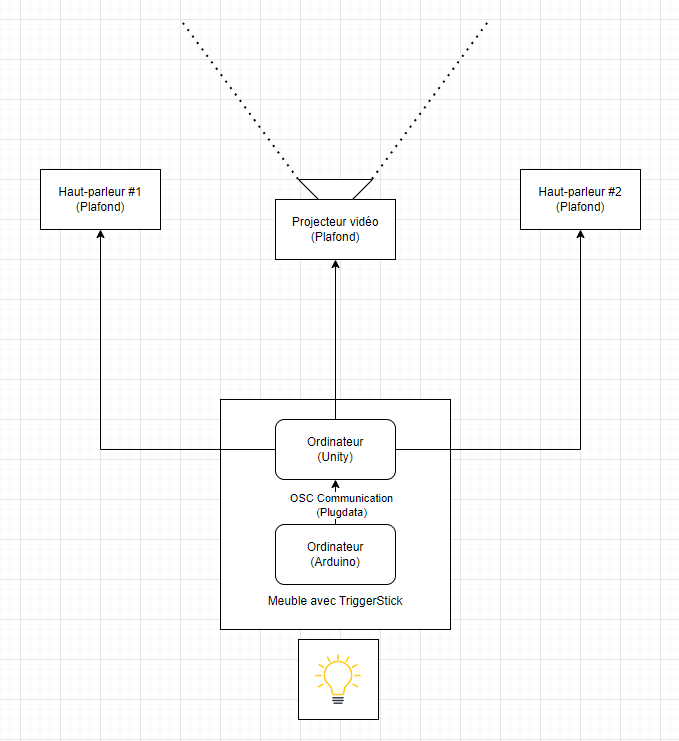 Haut-parleur #1
(Plafond)
Projecteur vidéo
(Plafond)
Haut-parleur #2
(Plafond)
Ordinateur
(Unity)
OSC Communication
(Plugdata)
Ordinateur
(Arduino)
Meuble avec TriggerStick